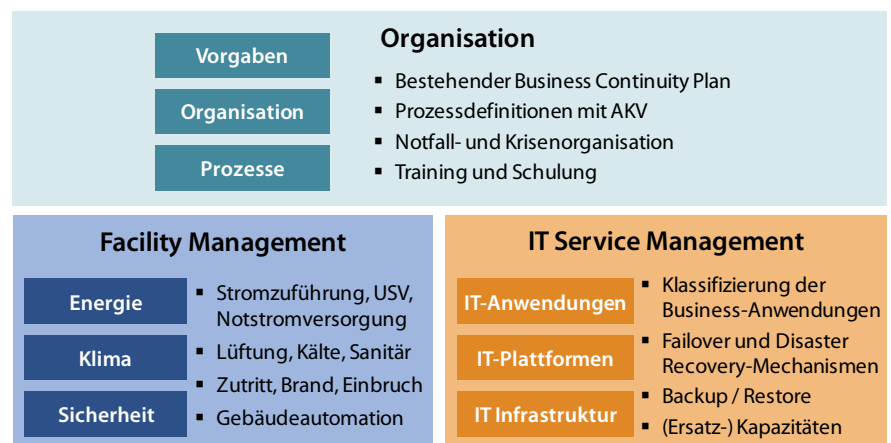 Organisation
Vorgaben
Organisation
Prozesse
▪ Bestehender Business Continuity Plan
▪ Prozessdefinitionen mit AKV
▪ Notfall- und Krisenorganisation
▪ Training und Schulung
Facility Management
Energie
Klima
Sicherheit
▪ Stromzuführung, USV,
Notstromversorgung
▪ Lüftung, Kälte, Sanitär
▪ Zutritt, Brand, Einbruch
▪ Gebäudeautomation
IT Service Management
IT-Anwendungen
IT-Plattformen
IT Infrastruktur
▪ Klassifizierung der
Business-Anwendungen
▪ Failover und Disaster
Recovery-Mechanismen
▪ Backup / Restore
▪ (Ersatz-) Kapazitäten